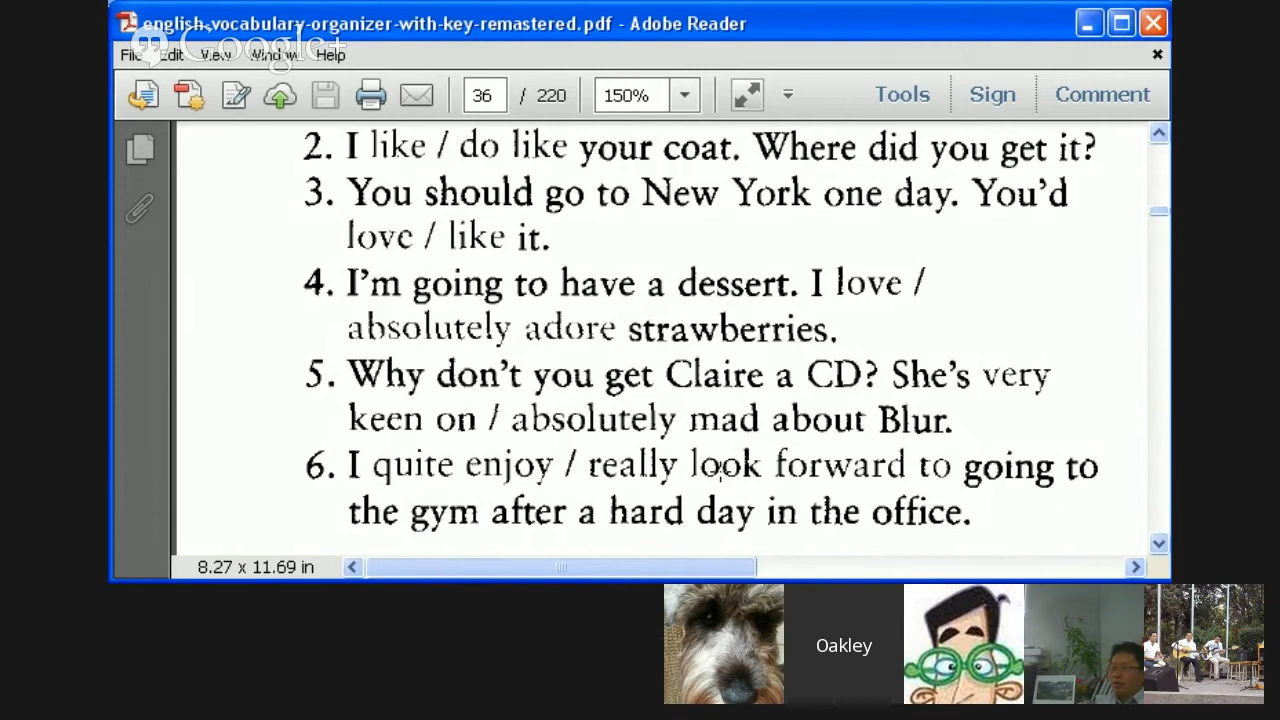 english-vocabulary-organizer-with-key-remastered.pdf - Adobe Reader
Google+
File Edit View Window Help
36 / 220 150% Tools Sign Comment
2. I like / do like your coat. Where did you get it?
3. You should go to New York one day. You'd
love / like it.
4. I'm going to have a dessert. I love /
absolutely adore strawberries.
5. Why don't you get Claire a CD? She's very
keen on / absolutely mad about Blur.
6. I quite enjoy / really look forward to going to
the gym after a hard day in the office.
8.27 x 11.69 in
Oakley